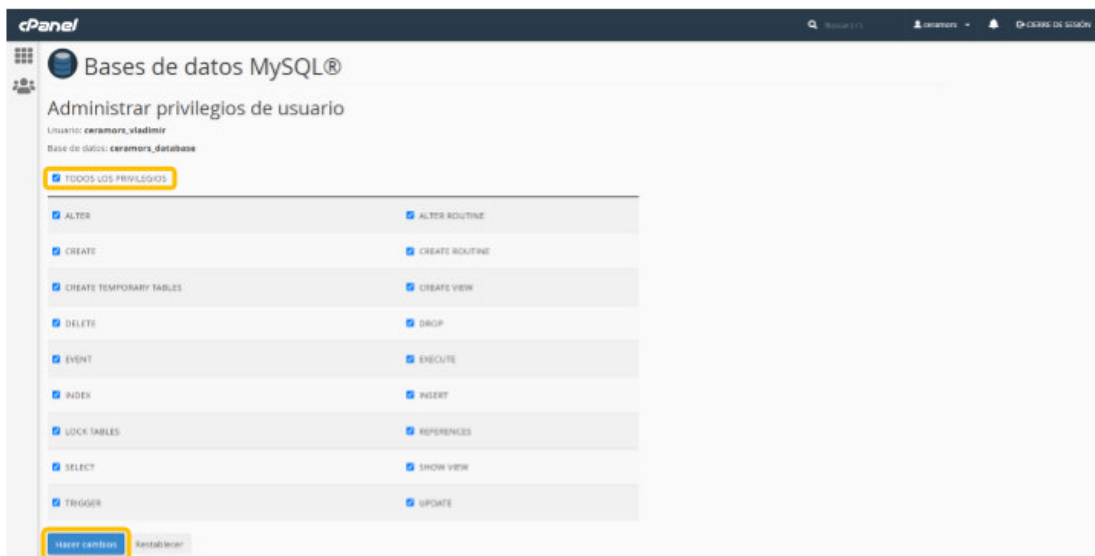 cPanel
ceramors
CIERRE DE SESIÓN
Bases de datos MySQL®
Administrar privilegios de usuario
Usuario: ceramors_vladimir
Base de datos: ceramors_database
TODOS LOS PRIVILEGIOS
ALTER ALTER ROUTINE
CREATE CREATE ROUTINE
CREATE TEMPORARY TABLES CREATE VIEW
DELETE DROP
EVENT EXECUTE
INDEX INSERT
LOCK TABLES REFERENCES
SELECT SHOW VIEW
TRIGGER UPDATE
Hacer cambios Restablecer